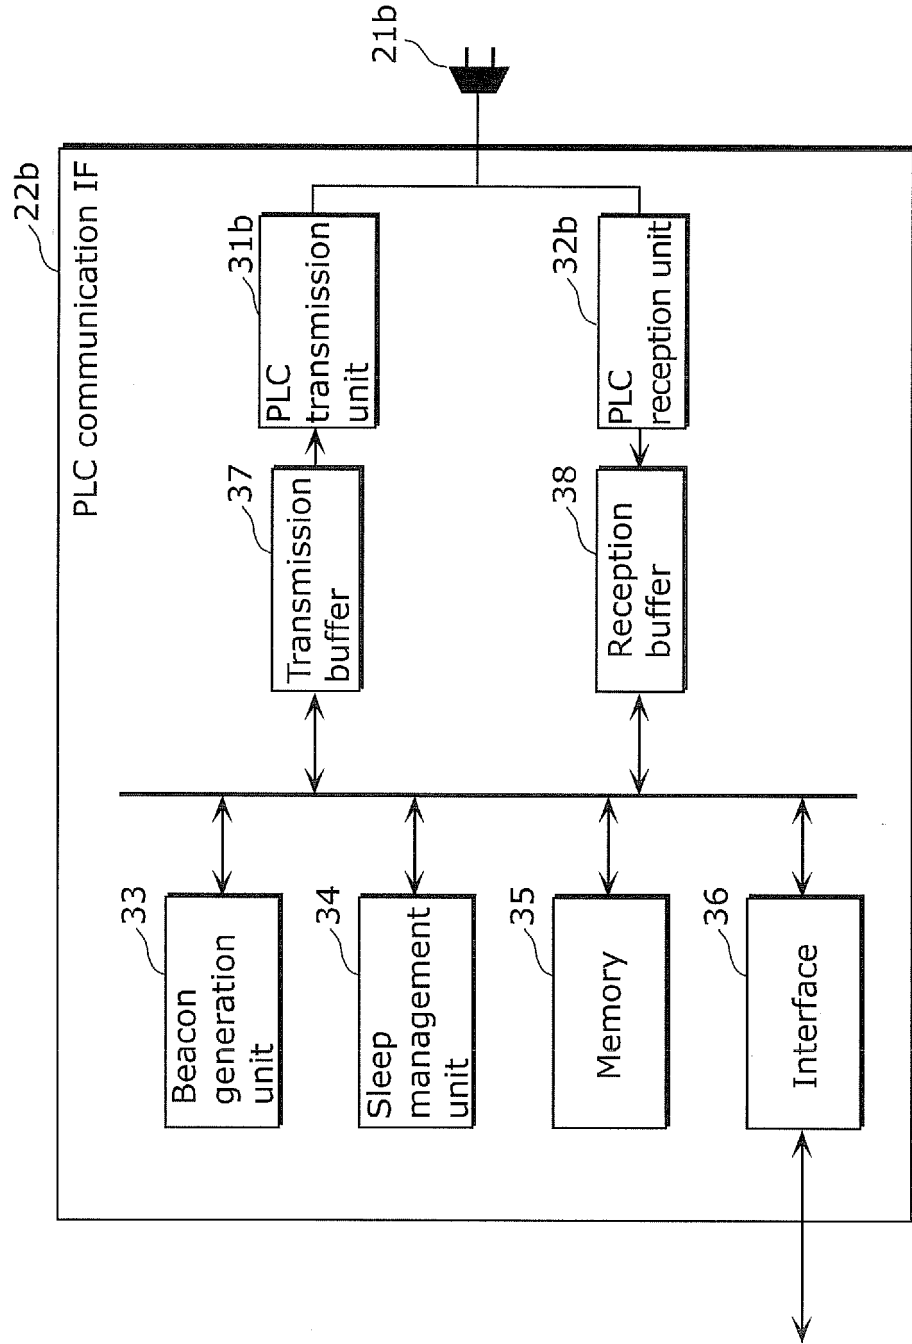 22b
PLC communication IF
33
Beacon
generation
unit
34
Sleep
management
unit
35
Memory
36
Interface
37
Transmission
buffer
38
Reception
buffer
31b
PLC
transmission
unit
32b
PLC
reception unit
21b